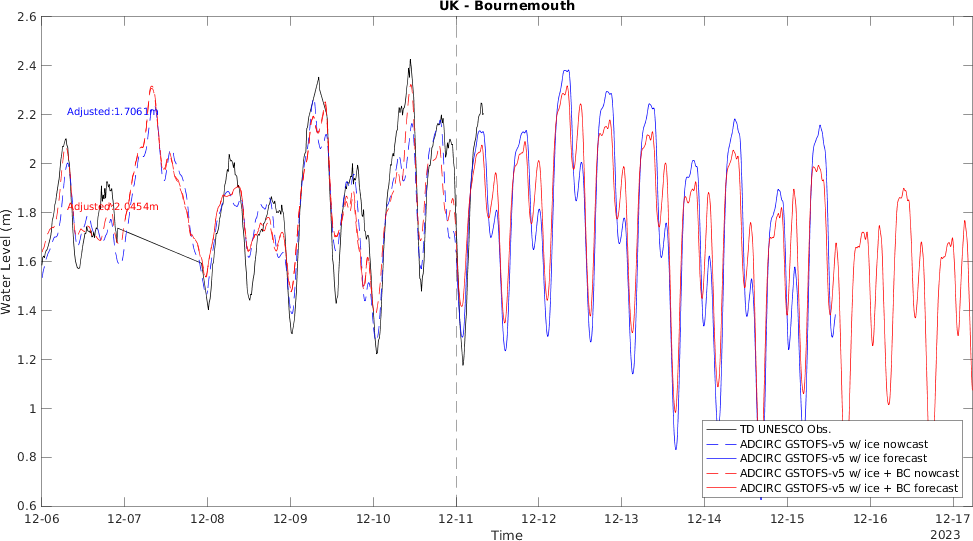 UK - Bournemouth
2.6
2.4
2.2
2
1.8
1.6
1.4
1.2
1
0.8
0.6
Water Level (m)
Adjusted:1.7061m
Adjusted:2.0454m
TD UNESCO Obs.
ADCIRC GSTOFS-v5 w/ ice nowcast
ADCIRC GSTOFS-v5 w/ ice forecast
ADCIRC GSTOFS-v5 w/ ice + BC nowcast
ADCIRC GSTOFS-v5 w/ ice + BC forecast
12-06 12-07 12-08 12-09 12-10 12-11 12-12 12-13 12-14 12-15 12-16 12-17
Time
2023